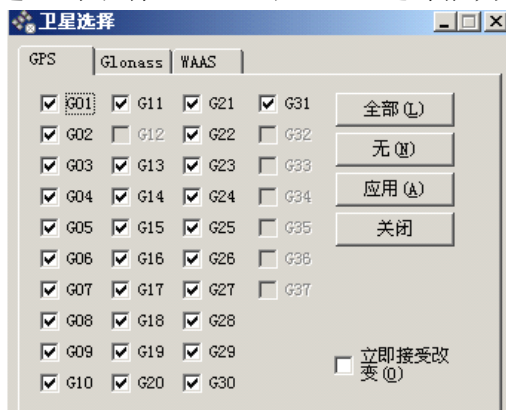 卫星选择
GPS Glonass WAAS
G01 G11 G21 G31 全部(L)
G02 G12 G22 G32
无(N)
G03 G13 G23 G33
G04 G14 G24 G34 应用(A)
G05 G15 G25 G35 关闭
G06 G16 G26 G36
G07 G17 G27 G37
G08 G18 G28
G09 G19 G29 立即接受改
G10 G20 G30 变(O)